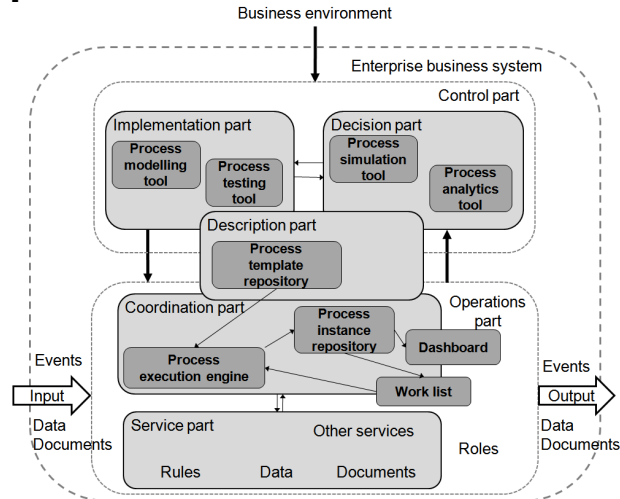 Business environment
Enterprise business system
Control part
Implementation part
Process
modelling
tool
Process
testing
tool
Decision part
Process
simulation
tool
Process
analytics
tool
Description part
Process
template
repository
Coordination part
Process
instance
repository
Process
execution engine
Operations
part
Dashboard
Work list
Events
Input
Data
Documents
Service part
Other services
Rules
Data
Documents
Roles
Events
Output
Data
Documents